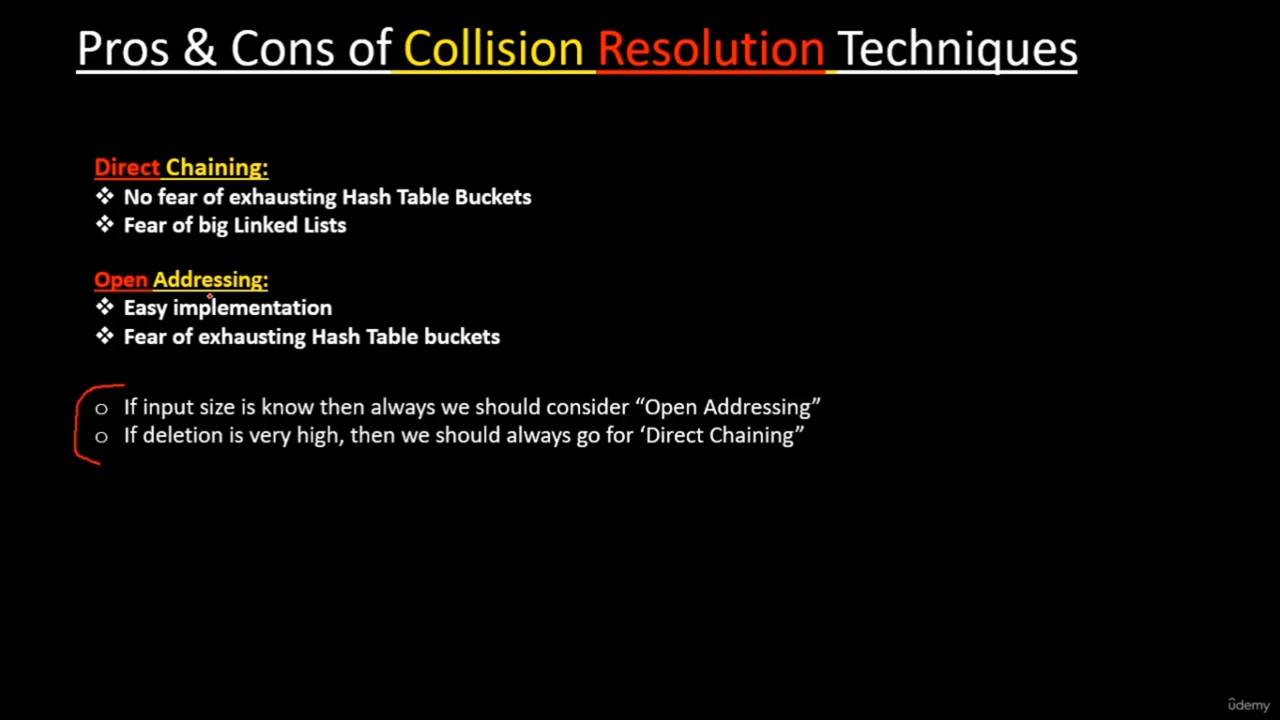 Pros & Cons of Collision Resolution Techniques
Direct Chaining:
❖ No fear of exhausting Hash Table Buckets
❖ Fear of big Linked Lists
Open Addressing:
❖ Easy implementation
❖ Fear of exhausting Hash Table buckets
o If input size is know then always we should consider “Open Addressing”
o If deletion is very high, then we should always go for ‘Direct Chaining”
ûdemy